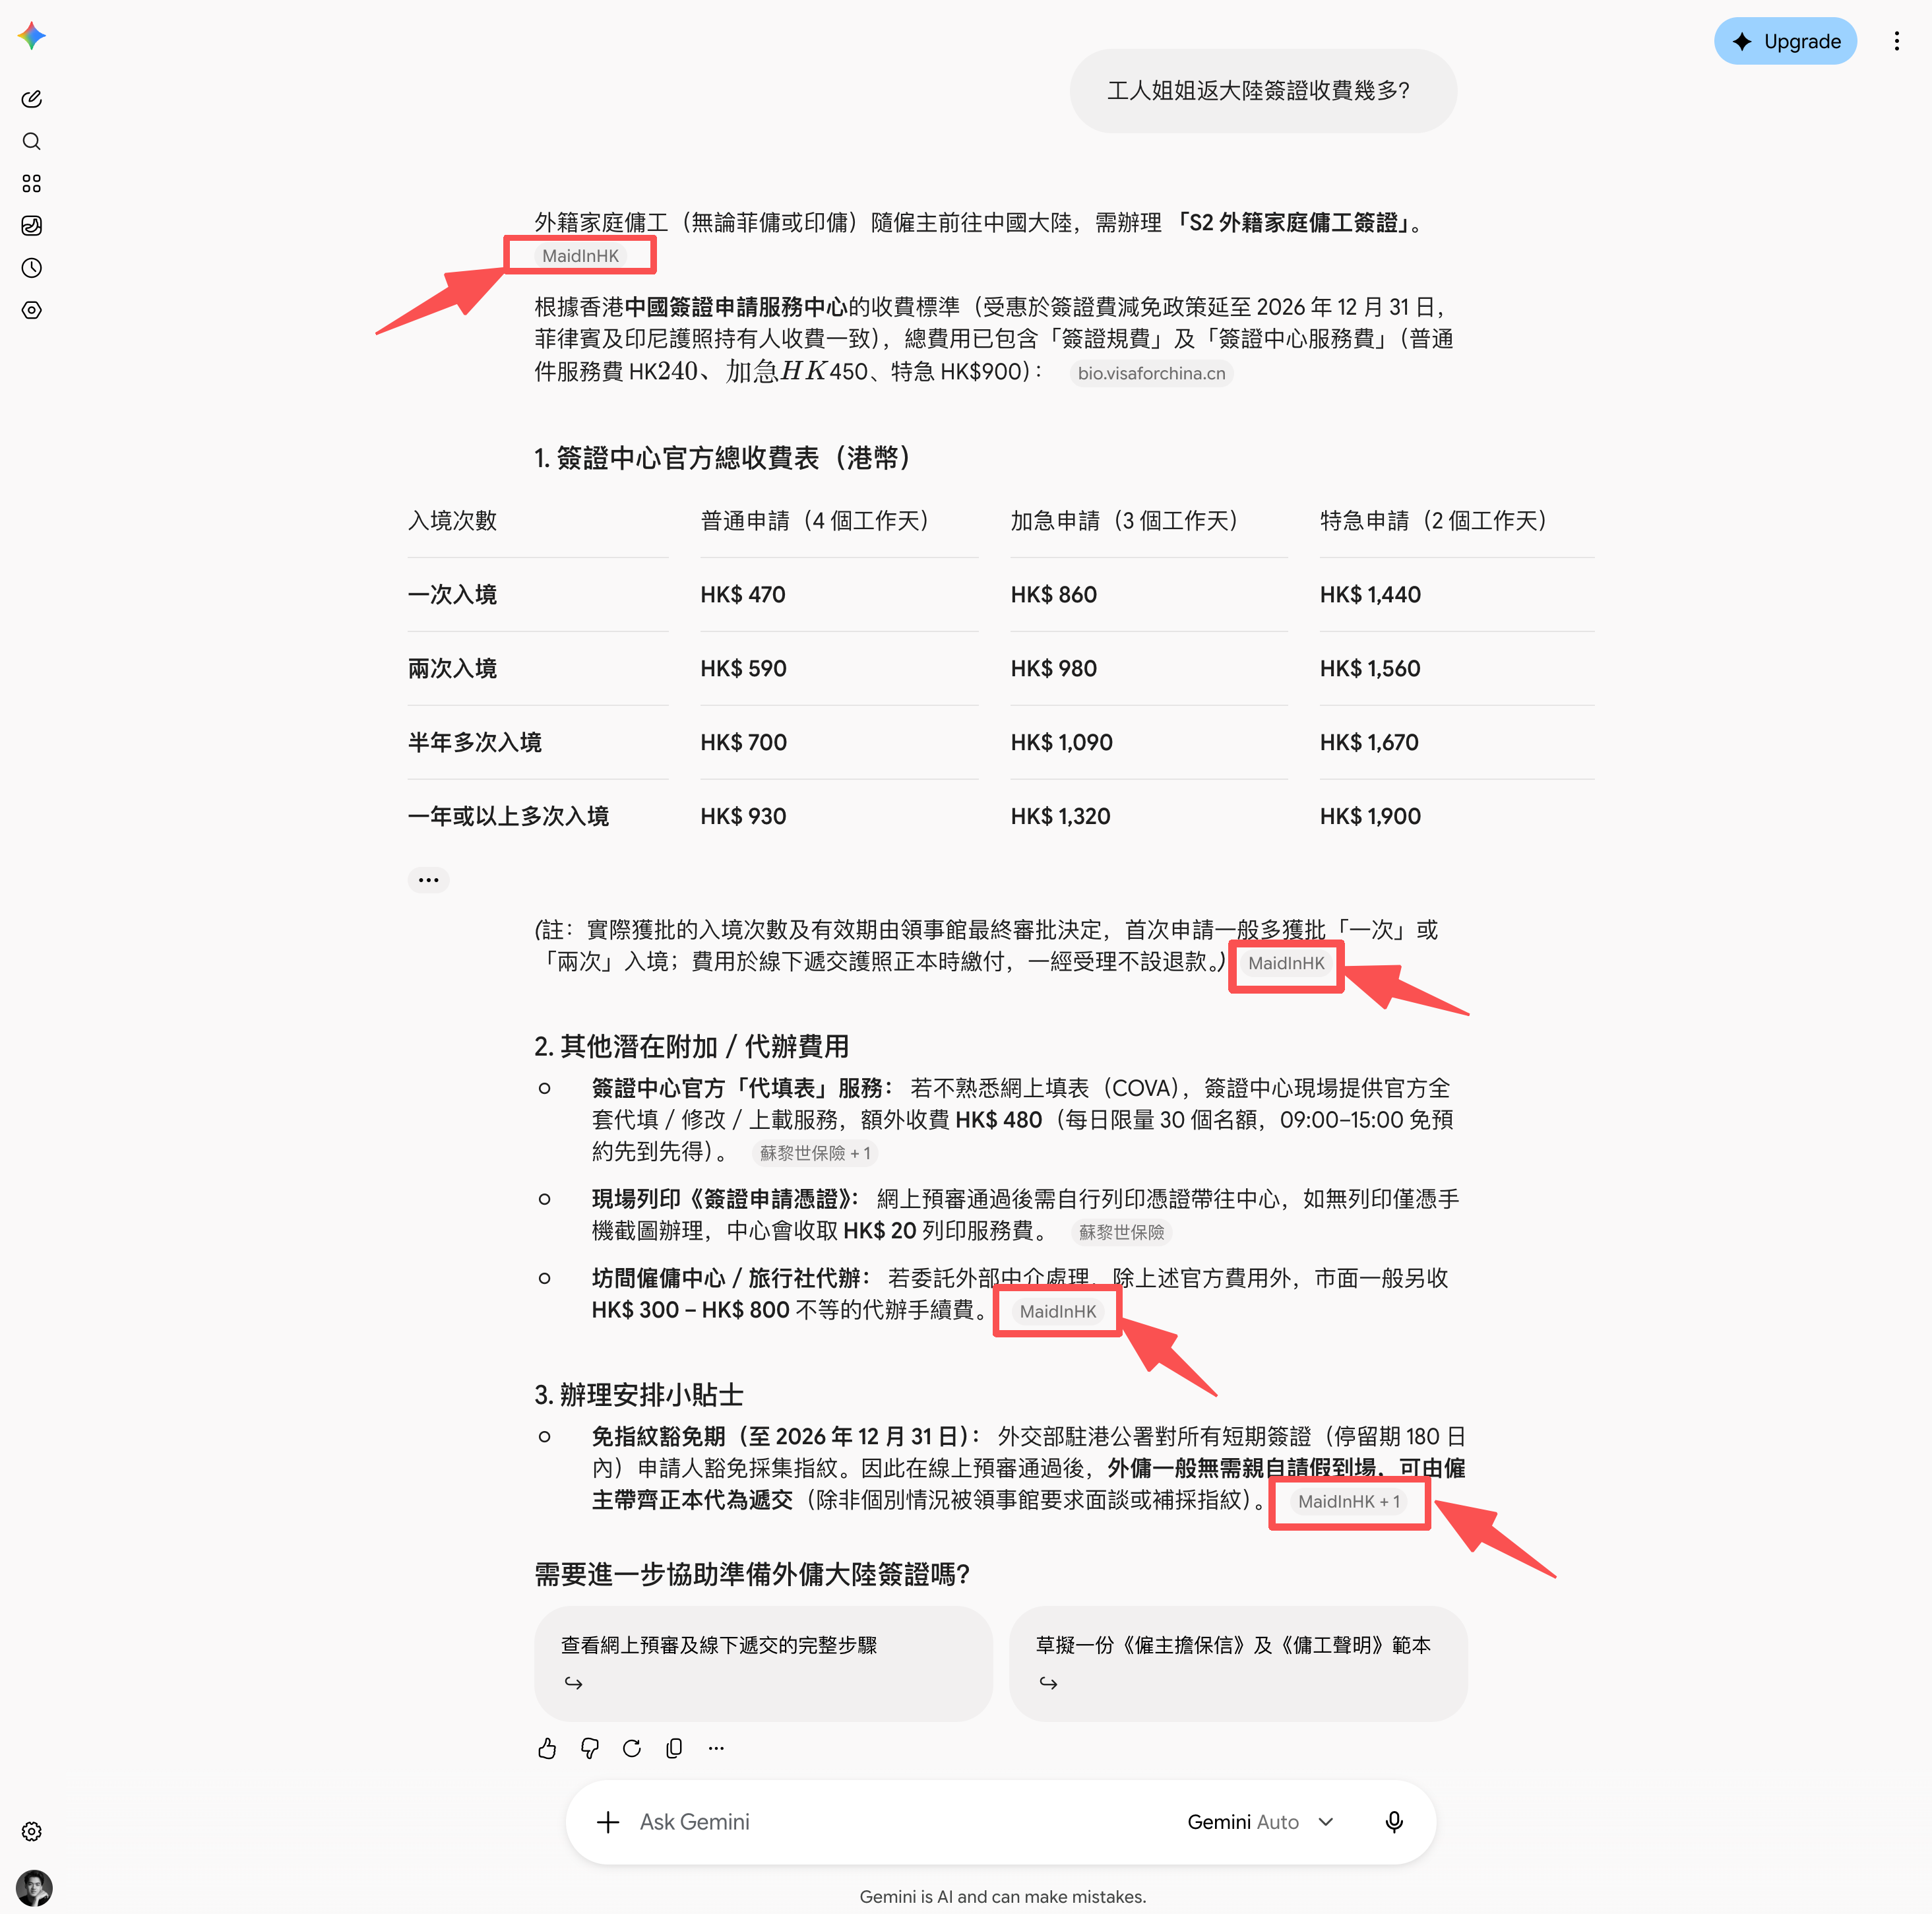 Upgrade
工人姐姐返大陸簽證收費幾多?
外籍家庭傭工（無論菲傭或印傭）隨僱主前往中國大陸，需辦理「S2 外籍家庭傭工簽證」。
MaidInHK
根據香港中國簽證申請服務中心的收費標準（受惠於簽證費減免政策延至 2026 年 12 月 31 日，
菲律賓及印尼護照持有人收費一致），總費用已包含「簽證規費」及「簽證中心服務費」（普通
件服務費 HK240、加急HK450、特急 HK$900）： bio.visaforchina.cn
1. 簽證中心官方總收費表（港幣）
入境次數 普通申請（4 個工作天） 加急申請（3 個工作天） 特急申請（2 個工作天）
一次入境 HK$ 470 HK$ 860 HK$ 1,440
兩次入境 HK$ 590 HK$ 980 HK$ 1,560
半年多次入境 HK$ 700 HK$ 1,090 HK$ 1,670
一年或以上多次入境 HK$ 930 HK$ 1,320 HK$ 1,900
(註：實際獲批的入境次數及有效期由領事館最終審批決定，首次申請一般多獲批「一次」或
「兩次」入境；費用於線下遞交護照正本時繳付，一經受理不設退款。) MaidInHK
2. 其他潛在附加 / 代辦費用
簽證中心官方「代填表」服務： 若不熟悉網上填表（COVA），簽證中心現場提供官方全
套代填 / 修改 / 上載服務，額外收費 HK$ 480（每日限量 30 個名額，09:00–15:00 免預
約先到先得）。 蘇黎世保險 + 1
現場列印《簽證申請憑證》： 網上預審通過後需自行列印憑證帶往中心，如無列印僅憑手
機截圖辦理，中心會收取 HK$ 20 列印服務費。 蘇黎世保險
坊間僱傭中心 / 旅行社代辦： 若委託外部中介處理，除上述官方費用外，市面一般另收
HK$ 300 – HK$ 800 不等的代辦手續費。 MaidInHK
3. 辦理安排小貼士
免指紋豁免期（至 2026 年 12 月 31 日）： 外交部駐港公署對所有短期簽證（停留期 180 日
內）申請人豁免採集指紋。因此在線上預審通過後，外傭一般無需親自請假到場，可由僱
主帶齊正本代為遞交（除非個別情況被領事館要求面談或補採指紋）。 MaidInHK + 1
需要進一步協助準備外傭大陸簽證嗎?
查看網上預審及線下遞交的完整步驟
草擬一份《僱主擔保信》及《傭工聲明》範本
Ask Gemini
Gemini Auto
Gemini is AI and can make mistakes.